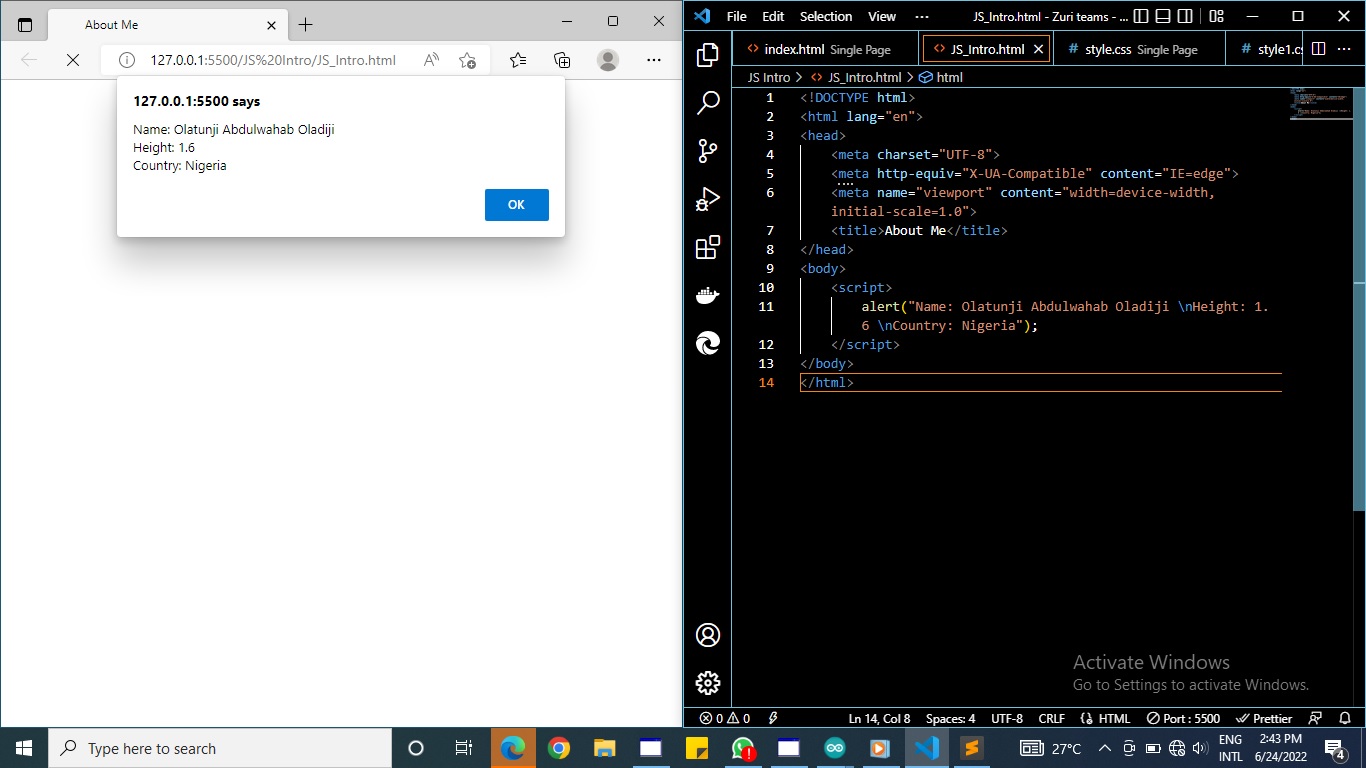 About Me
127.0.0.1:5500/JS%20Intro/JS_Intro.html
127.0.0.1:5500 says
Name: Olatunji Abdulwahab Oladiji
Height: 1.6
Country: Nigeria
OK
File Edit Selection View ··· JS_Intro.html - Zuri teams - ...
index.html Single Page JS_Intro.html # style.css Single Page # style1.cs
JS Intro > JS_Intro.html > html
1 <!DOCTYPE html>
2 <html lang="en">
3 <head>
4 <meta charset="UTF-8">
5 <meta http-equiv="X-UA-Compatible" content="IE=edge">
6 <meta name="viewport" content="width=device-width,
initial-scale=1.0">
7 <title>About Me</title>
8 </head>
9 <body>
10 <script>
11 alert("Name: Olatunji Abdulwahab Oladiji \nHeight: 1.
6 \nCountry: Nigeria");
12 </script>
13 </body>
14 </html>
Activate Windows
Go to Settings to activate Windows.
0 0 Ln 14, Col 8 Spaces: 4 UTF-8 CRLF HTML Port : 5500 Prettier
Type here to search
27°C
ENG
INTL
2:43 PM
6/24/2022
4